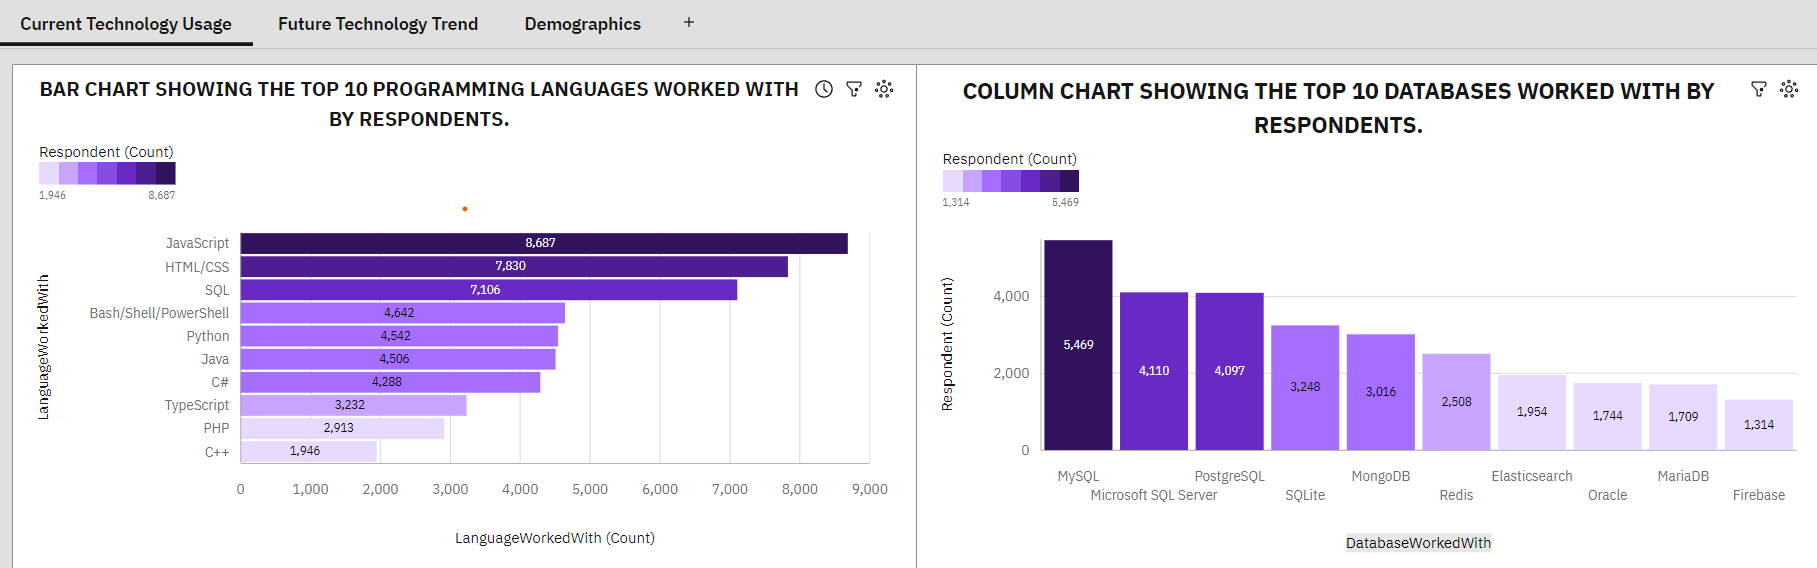 Current Technology Usage
Future Technology Trend
Demographics
+
BAR CHART SHOWING THE TOP 10 PROGRAMMING LANGUAGES WORKED WITH
BY RESPONDENTS.
Respondent (Count)
1,946 8,687
LanguageWorkedWith
JavaScript 8,687
HTML/CSS 7,830
SQL 7,106
Bash/Shell/PowerShell 4,642
Python 4,542
Java 4,506
C# 4,288
TypeScript 3,232
PHP 2,913
C++ 1,946
0 1,000 2,000 3,000 4,000 5,000 6,000 7,000 8,000 9,000
LanguageWorkedWith (Count)
COLUMN CHART SHOWING THE TOP 10 DATABASES WORKED WITH BY
RESPONDENTS.
Respondent (Count)
1,314 5,469
Respondent (Count)
4,000
2,000
0
5,469 4,110 4,097 3,248 3,016 2,508 1,954 1,744 1,709 1,314
MySQL PostgreSQL MongoDB Elasticsearch MariaDB
Microsoft SQL Server SQLite Redis Oracle Firebase
DatabaseWorkedWith